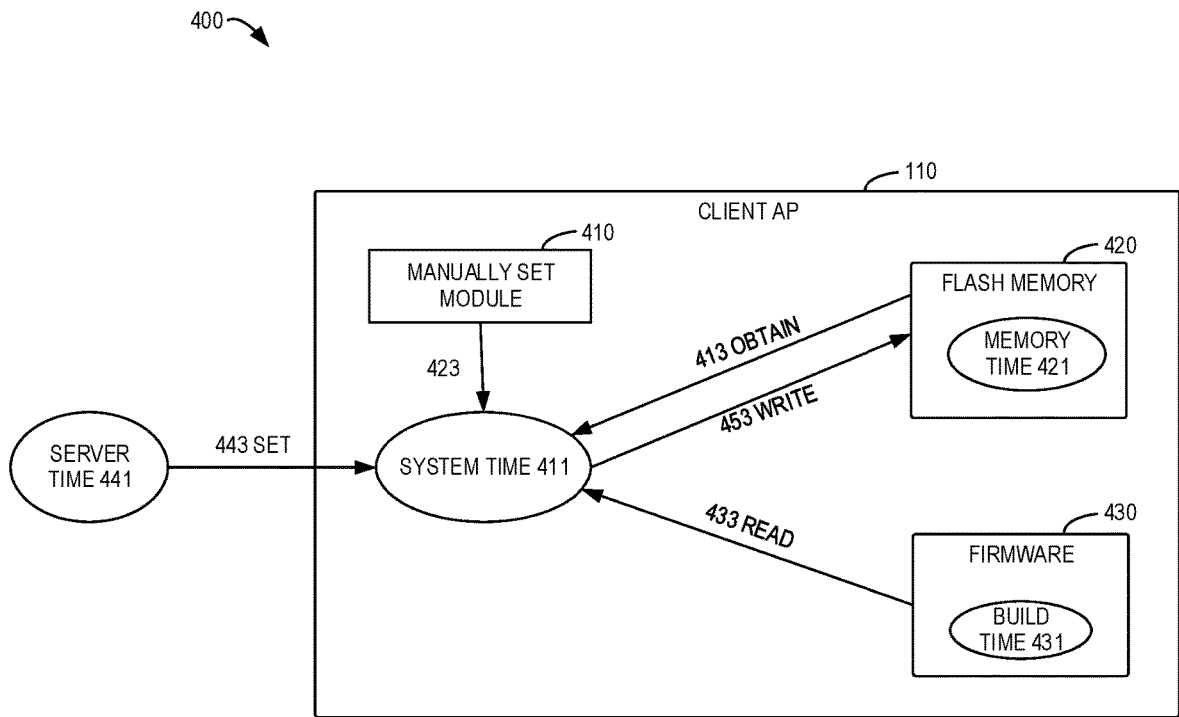 400
110
CLIENT AP
410
MANUALLY SET
MODULE
420
FLASH MEMORY
MEMORY
TIME 421
413 OBTAIN
453 WRITE
423
SERVER
TIME 441
443 SET
SYSTEM TIME 411
433 READ
430
FIRMWARE
BUILD
TIME 431